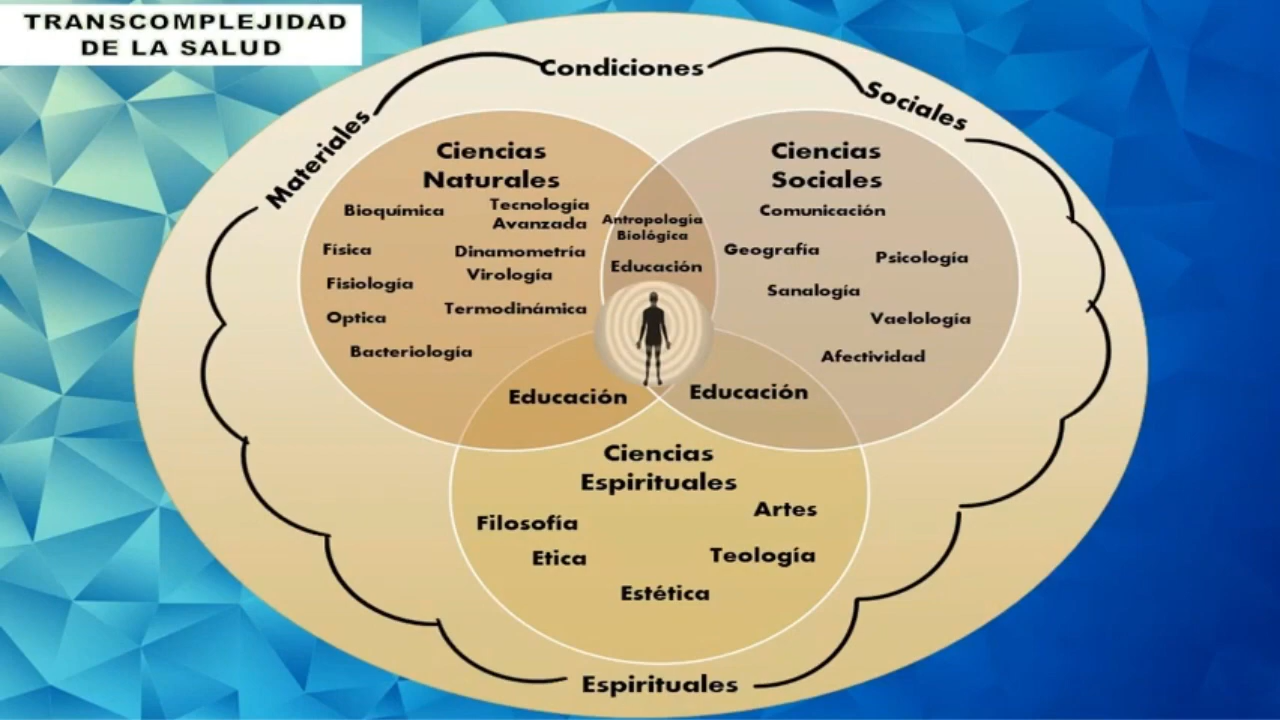 TRANSCOMPLEJIDAD
DE LA SALUD
Condiciones
Sociales
Materiales
Ciencias
Naturales
Bioquímica
Tecnología
Avanzada
Física
Dinamometría
Virología
Fisiología
Termodinámica
Optica
Bacteriología
Antropología
Biológica
Educación
Ciencias
Sociales
Comunicación
Geografía
Psicología
Sanalogía
Vaelología
Afectividad
Educación
Educación
Ciencias
Espirituales
Artes
Filosofía
Etica
Teología
Estética
Espirituales